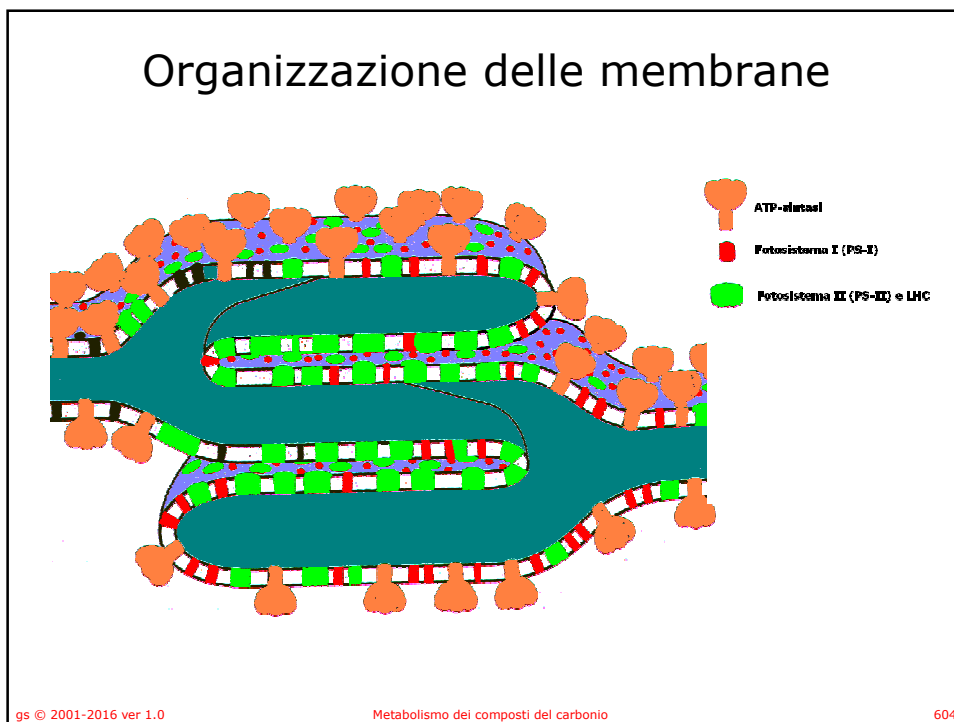 Organizzazione delle membrane
ATP-sintasi
Fotosistema I (PS-I)
Fotosistema II (PS-II) e LHC
gs © 2001-2016 ver 1.0
Metabolismo dei composti del carbonio
604